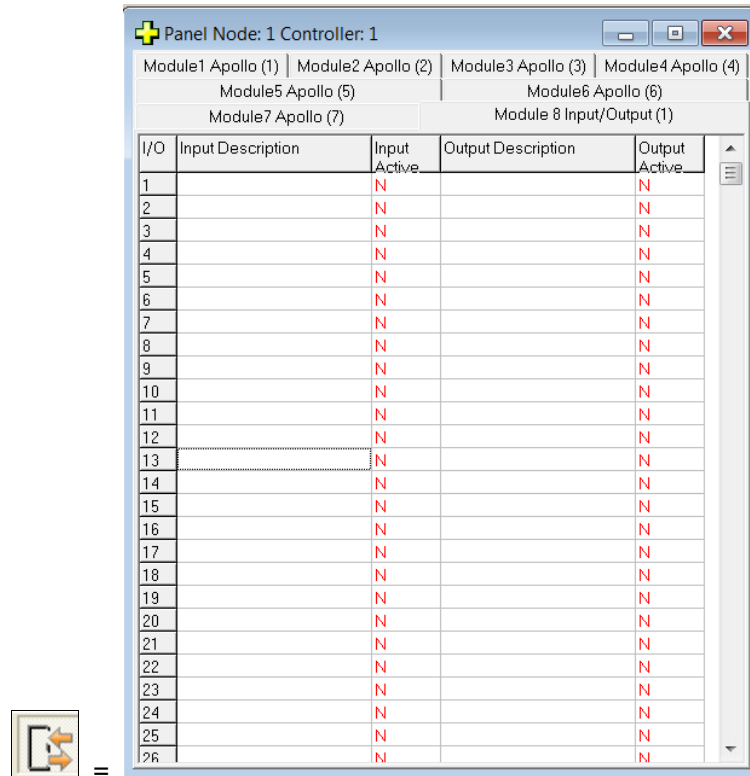 Panel Node: 1 Controller: 1
Module1 Apollo (1) Module2 Apollo (2) Module3 Apollo (3) Module4 Apollo (4)
Module5 Apollo (5) Module6 Apollo (6)
Module7 Apollo (7) Module 8 Input/Output (1)
I/O Input Description Input Active Output Description Output Active
1 N N
2 N N
3 N N
4 N N
5 N N
6 N N
7 N N
8 N N
9 N N
10 N N
11 N N
12 N N
13 N N
14 N N
15 N N
16 N N
17 N N
18 N N
19 N N
20 N N
21 N N
22 N N
23 N N
24 N N
25 N N
26 N N
=